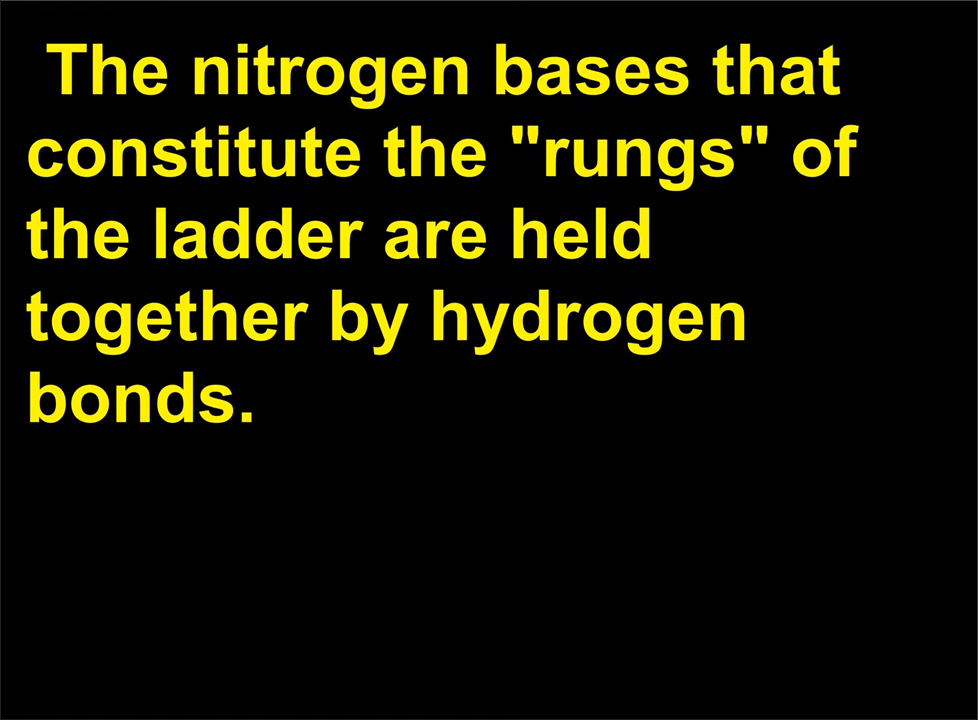 The nitrogen bases that
constitute the "rungs" of
the ladder are held
together by hydrogen
bonds.